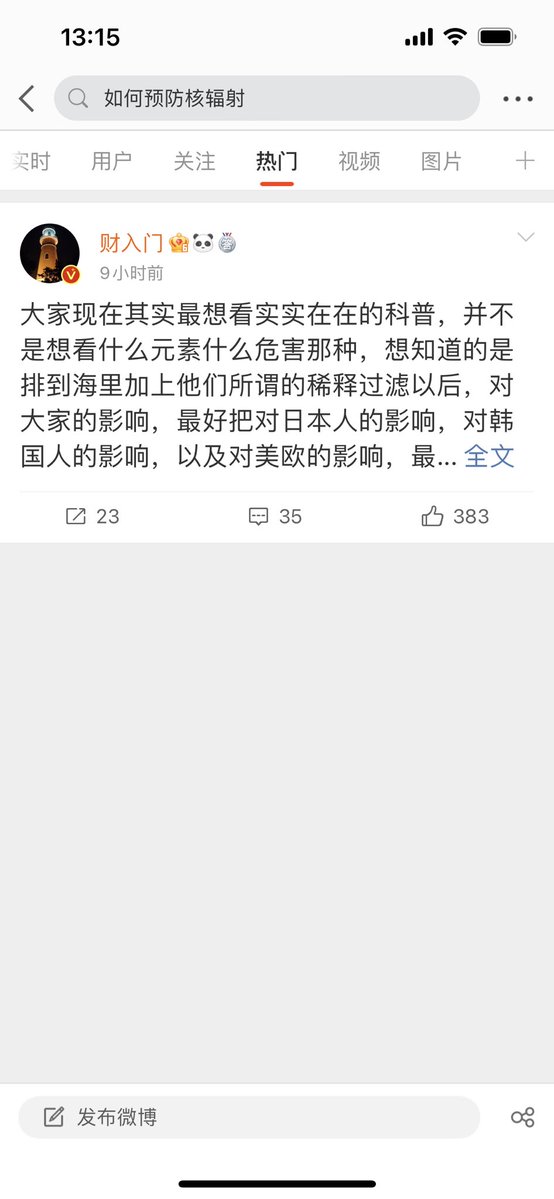 13:15
如何预防核辐射
实时 用户 关注 热门 视频 图片
财入门
9小时前
大家现在其实最想看实实在在的科普，并不
是想看什么元素什么危害那种，想知道的是
排到海里加上他们所谓的稀释过滤以后，对
大家的影响，最好把对日本人的影响，对韩
国人的影响，以及对美欧的影响，最... 全文
23 35 383
发布微博